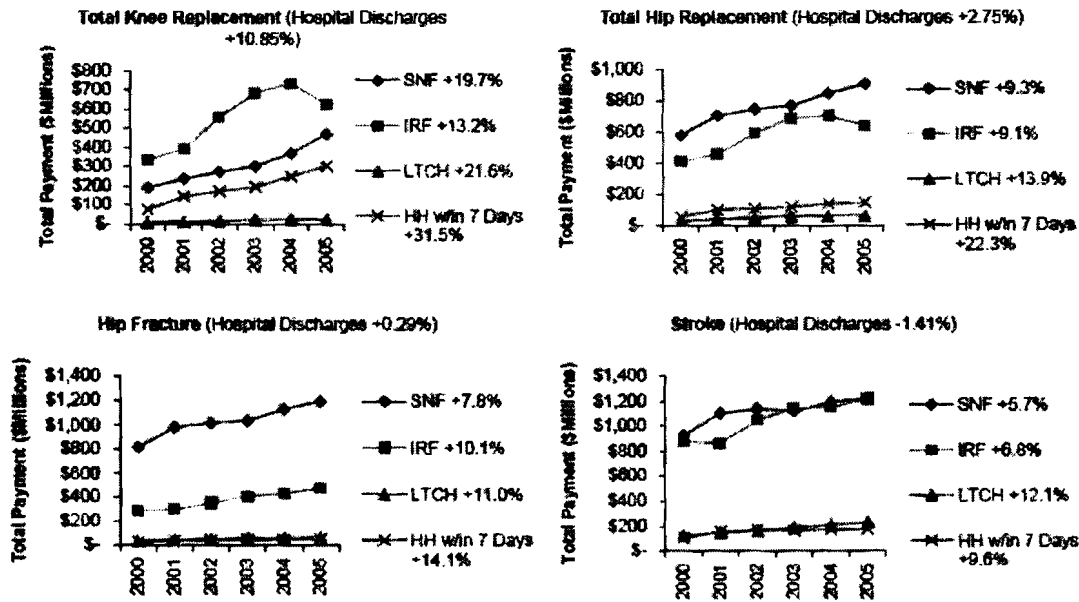 Total Knee Replacement (Hospital Discharges
+10.85%)
Total Payment ($Millions)
$800
$700
$600
$500
$400
$300
$200
$100
$-
2000
2001
2002
2003
2004
2005
SNF +19.7%
IRF +13.2%
LTCH +21.6%
HH w/in 7 Days
+31.5%
Total Hip Replacement (Hospital Discharges +2.75%)
Total Payment ($Millions)
$1,000
$800
$600
$400
$200
$-
2000
2001
2002
2003
2004
2005
SNF +9.3%
IRF +9.1%
LTCH +13.9%
HH w/in 7 Days
+22.3%
Hip Fracture (Hospital Discharges +0.29%)
Total Payment ($Millions)
$1,400
$1,200
$1,000
$800
$600
$400
$200
$-
2000
2001
2002
2003
2004
2005
SNF +7.8%
IRF +10.1%
LTCH +11.0%
HH w/in 7 Days
+14.1%
Stroke (Hospital Discharges -1.41%)
Total Payment ($Millions)
$1,400
$1,200
$1,000
$800
$600
$400
$200
$-
2000
2001
2002
2003
2004
2005
SNF +5.7%
IRF +6.8%
LTCH +12.1%
HH w/in 7 Days
+9.6%